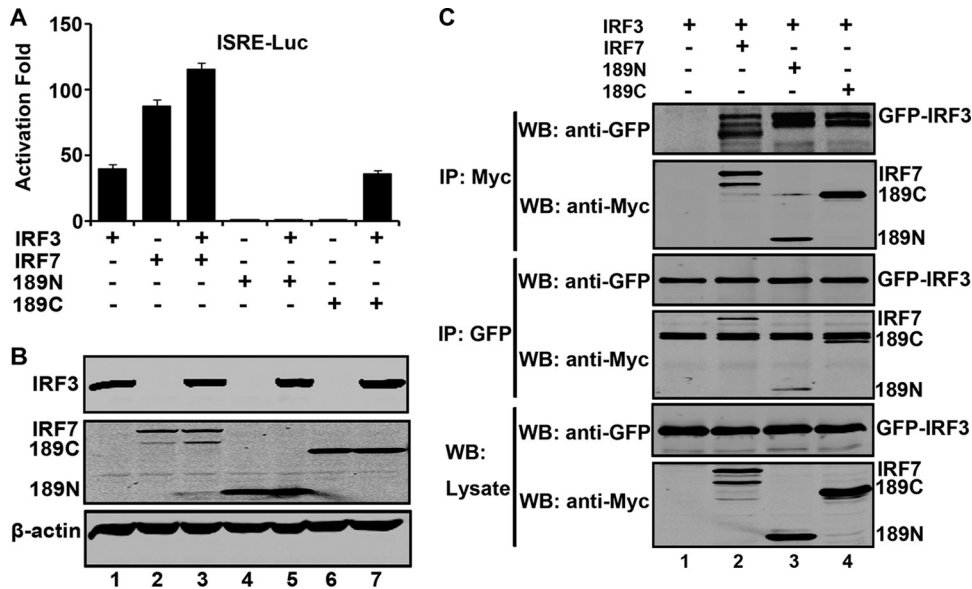 A
150
100
50
0
Activation Fold
ISRE-Luc
IRF3 + - + - + - +
IRF7 - + + - - - -
189N - - - + + - -
189C - - - - - + +
B
IRF3
IRF7
189C
189N
β-actin
1 2 3 4 5 6 7
C
IRF3 + + + +
IRF7 - + - -
189N - - + -
189C - - - +
IP: Myc
WB: anti-GFP
GFP-IRF3
WB: anti-Myc
IRF7
189C
189N
IP: GFP
WB: anti-GFP
GFP-IRF3
WB: anti-Myc
IRF7
189C
189N
WB:
Lysate
WB: anti-GFP
GFP-IRF3
WB: anti-Myc
IRF7
189C
189N
1 2 3 4